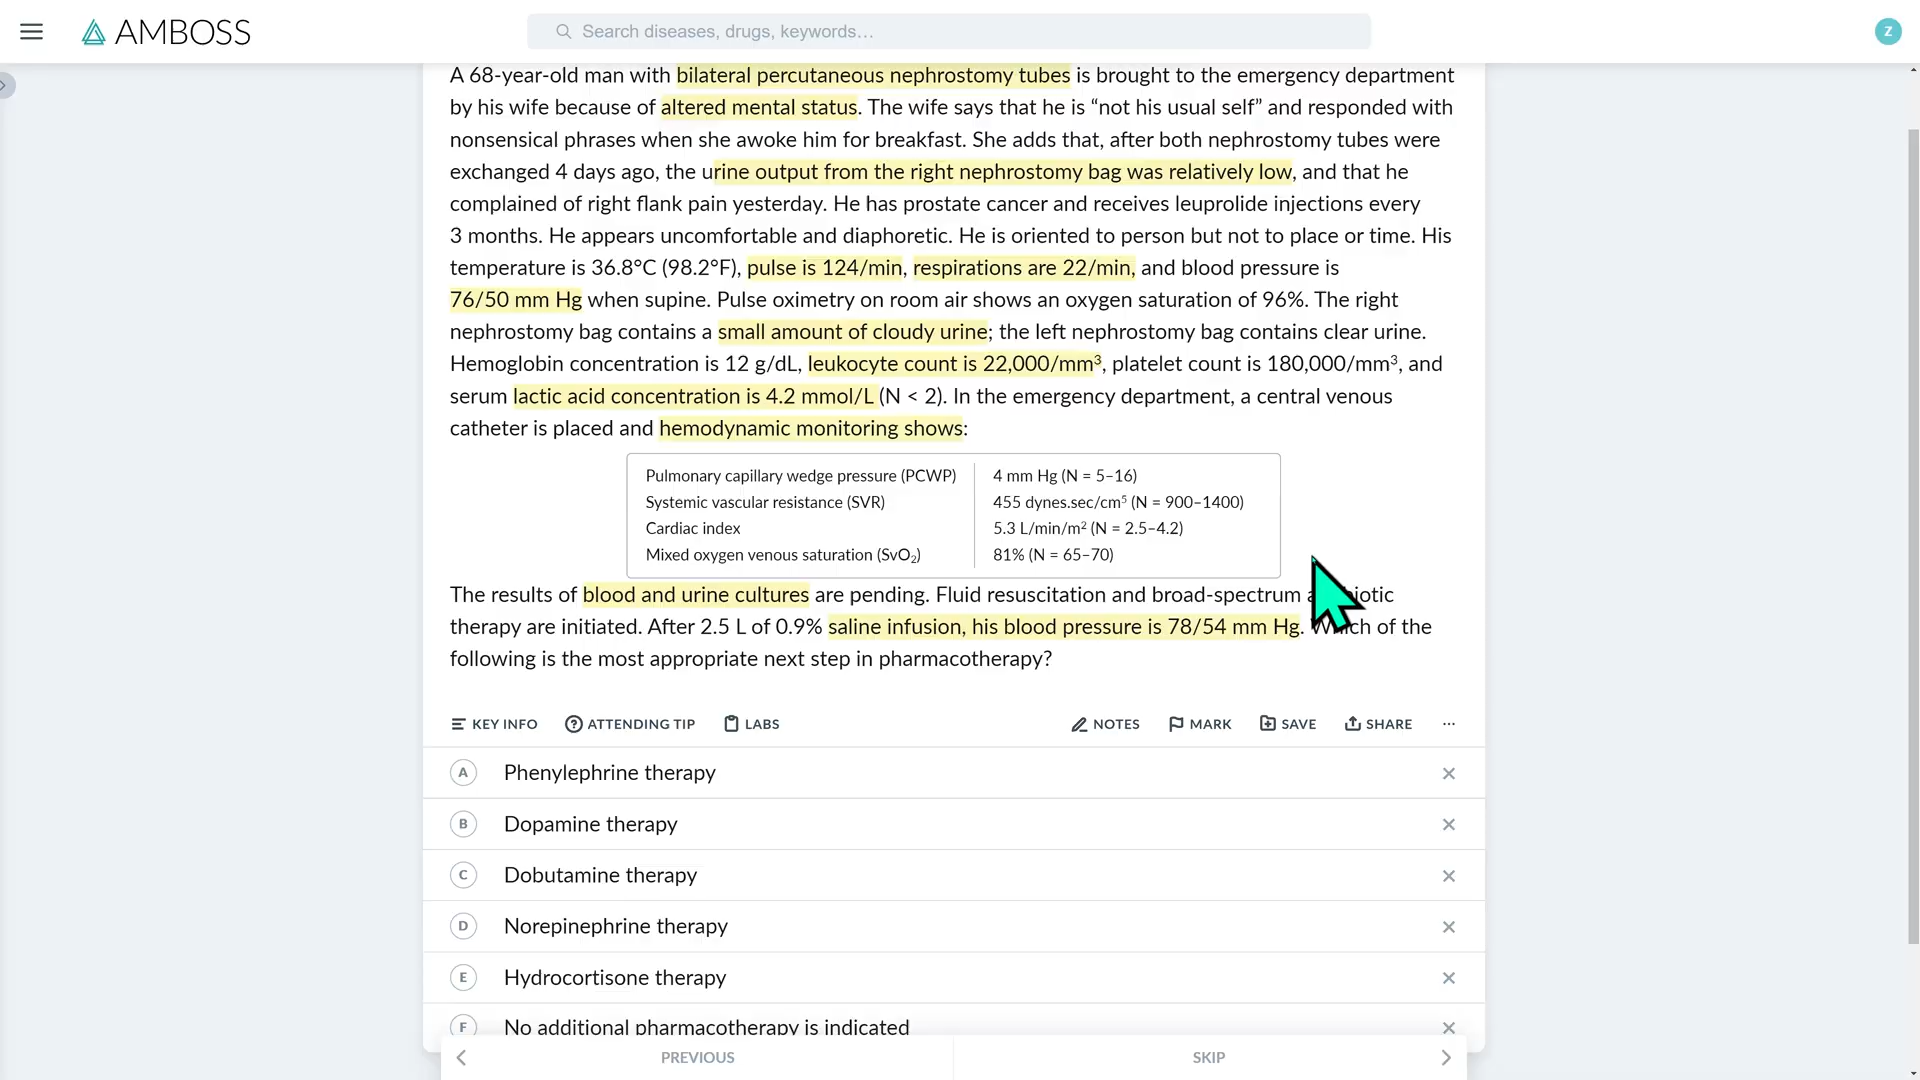 AMBOSS
Search diseases, drugs, keywords...
Z
A 68-year-old man with bilateral percutaneous nephrostomy tubes is brought to the emergency department
by his wife because of altered mental status. The wife says that he is “not his usual self” and responded with
nonsensical phrases when she awoke him for breakfast. She adds that, after both nephrostomy tubes were
exchanged 4 days ago, the urine output from the right nephrostomy bag was relatively low, and that he
complained of right flank pain yesterday. He has prostate cancer and receives leuprolide injections every
3 months. He appears uncomfortable and diaphoretic. He is oriented to person but not to place or time. His
temperature is 36.8°C (98.2°F), pulse is 124/min, respirations are 22/min, and blood pressure is
76/50 mm Hg when supine. Pulse oximetry on room air shows an oxygen saturation of 96%. The right
nephrostomy bag contains a small amount of cloudy urine; the left nephrostomy bag contains clear urine.
Hemoglobin concentration is 12 g/dL, leukocyte count is 22,000/mm³, platelet count is 180,000/mm³, and
serum lactic acid concentration is 4.2 mmol/L (N < 2). In the emergency department, a central venous
catheter is placed and hemodynamic monitoring shows:
Pulmonary capillary wedge pressure (PCWP) 4 mm Hg (N = 5–16)
Systemic vascular resistance (SVR) 455 dynes.sec/cm⁵ (N = 900–1400)
Cardiac index 5.3 L/min/m² (N = 2.5–4.2)
Mixed oxygen venous saturation (SvO₂) 81% (N = 65–70)
The results of blood and urine cultures are pending. Fluid resuscitation and broad-spectrum
therapy are initiated. After 2.5 L of 0.9% saline infusion, his blood pressure is 78/54 mm Hg. Which of the
following is the most appropriate next step in pharmacotherapy?
KEY INFO ATTENDING TIP LABS NOTES MARK SAVE SHARE ...
A Phenylephrine therapy
B Dopamine therapy
C Dobutamine therapy
D Norepinephrine therapy
E Hydrocortisone therapy
F No additional pharmacotherapy is indicated
PREVIOUS SKIP